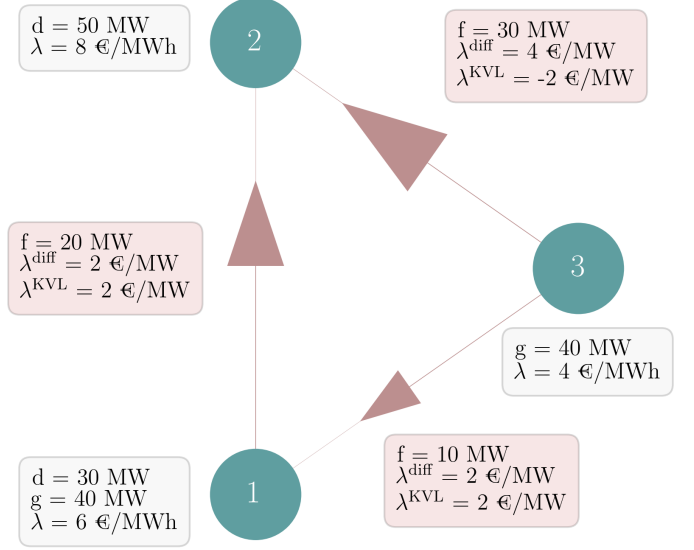 d = 50 MW
λ = 8 €/MWh
2
f = 30 MW
λ^diff = 4 €/MW
λ^KVL = -2 €/MW
f = 20 MW
λ^diff = 2 €/MW
λ^KVL = 2 €/MW
3
g = 40 MW
λ = 4 €/MWh
d = 30 MW
g = 40 MW
λ = 6 €/MWh
1
f = 10 MW
λ^diff = 2 €/MW
λ^KVL = 2 €/MW